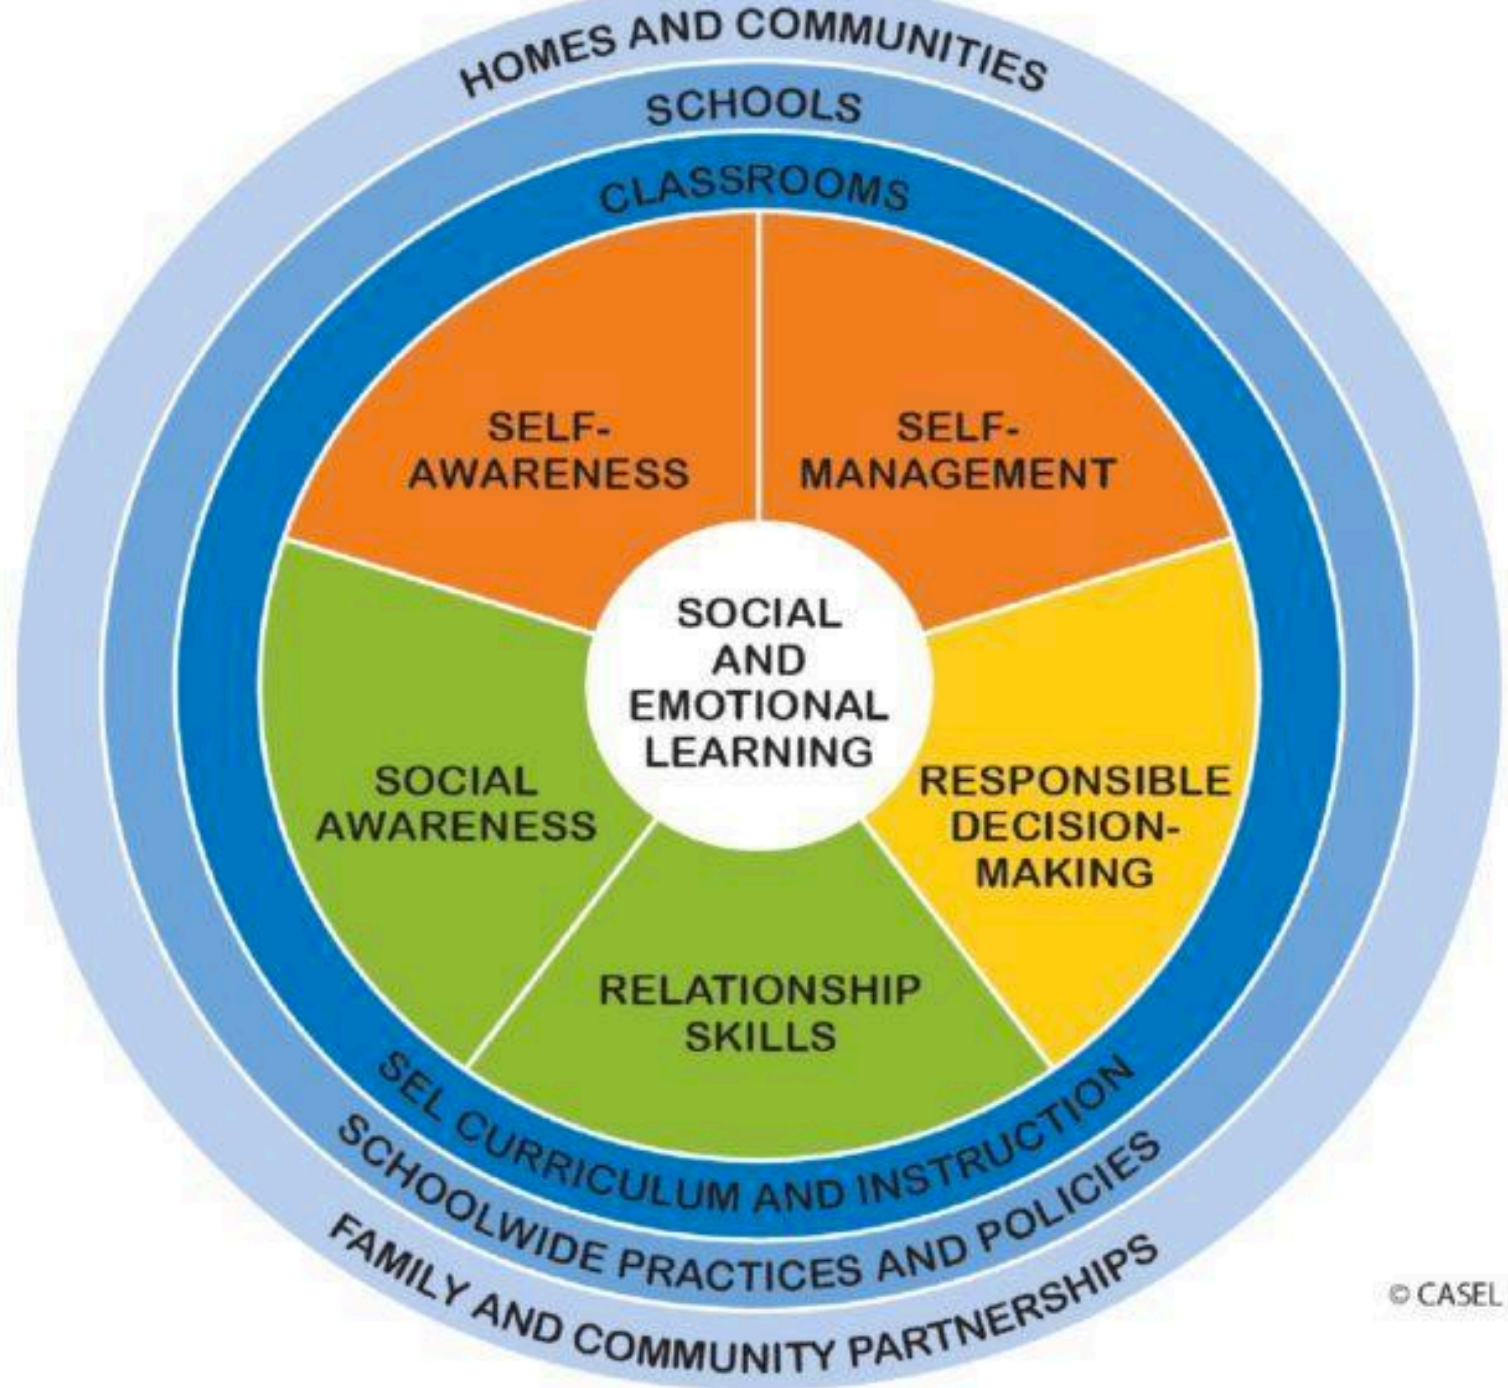 HOMES AND COMMUNITIES
SCHOOLS
CLASSROOMS
SELF-
AWARENESS
SELF-
MANAGEMENT
SOCIAL
AND
EMOTIONAL
LEARNING
SOCIAL
AWARENESS
RESPONSIBLE
DECISION-
MAKING
RELATIONSHIP
SKILLS
SEL CURRICULUM AND INSTRUCTION
SCHOOLWIDE PRACTICES AND POLICIES
FAMILY AND COMMUNITY PARTNERSHIPS
© CASEL